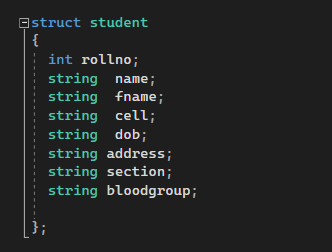 struct student
{
int rollno;
string  name;
string  fname;
string  cell;
string  dob;
string address;
string section;
string bloodgroup;
};